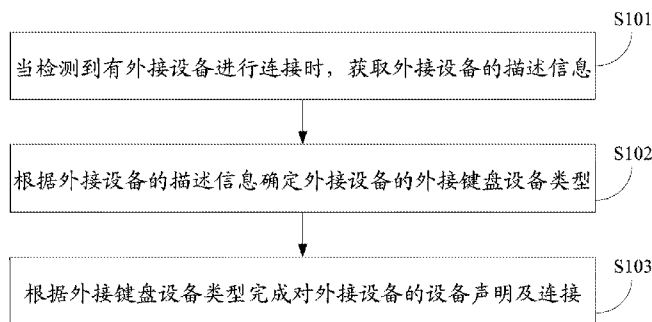 S101
当检测到有外接设备进行连接时，获取外接设备的描述信息
S102
根据外接设备的描述信息确定外接设备的外接键盘设备类型
S103
根据外接键盘设备类型完成对外接设备的设备声明及连接